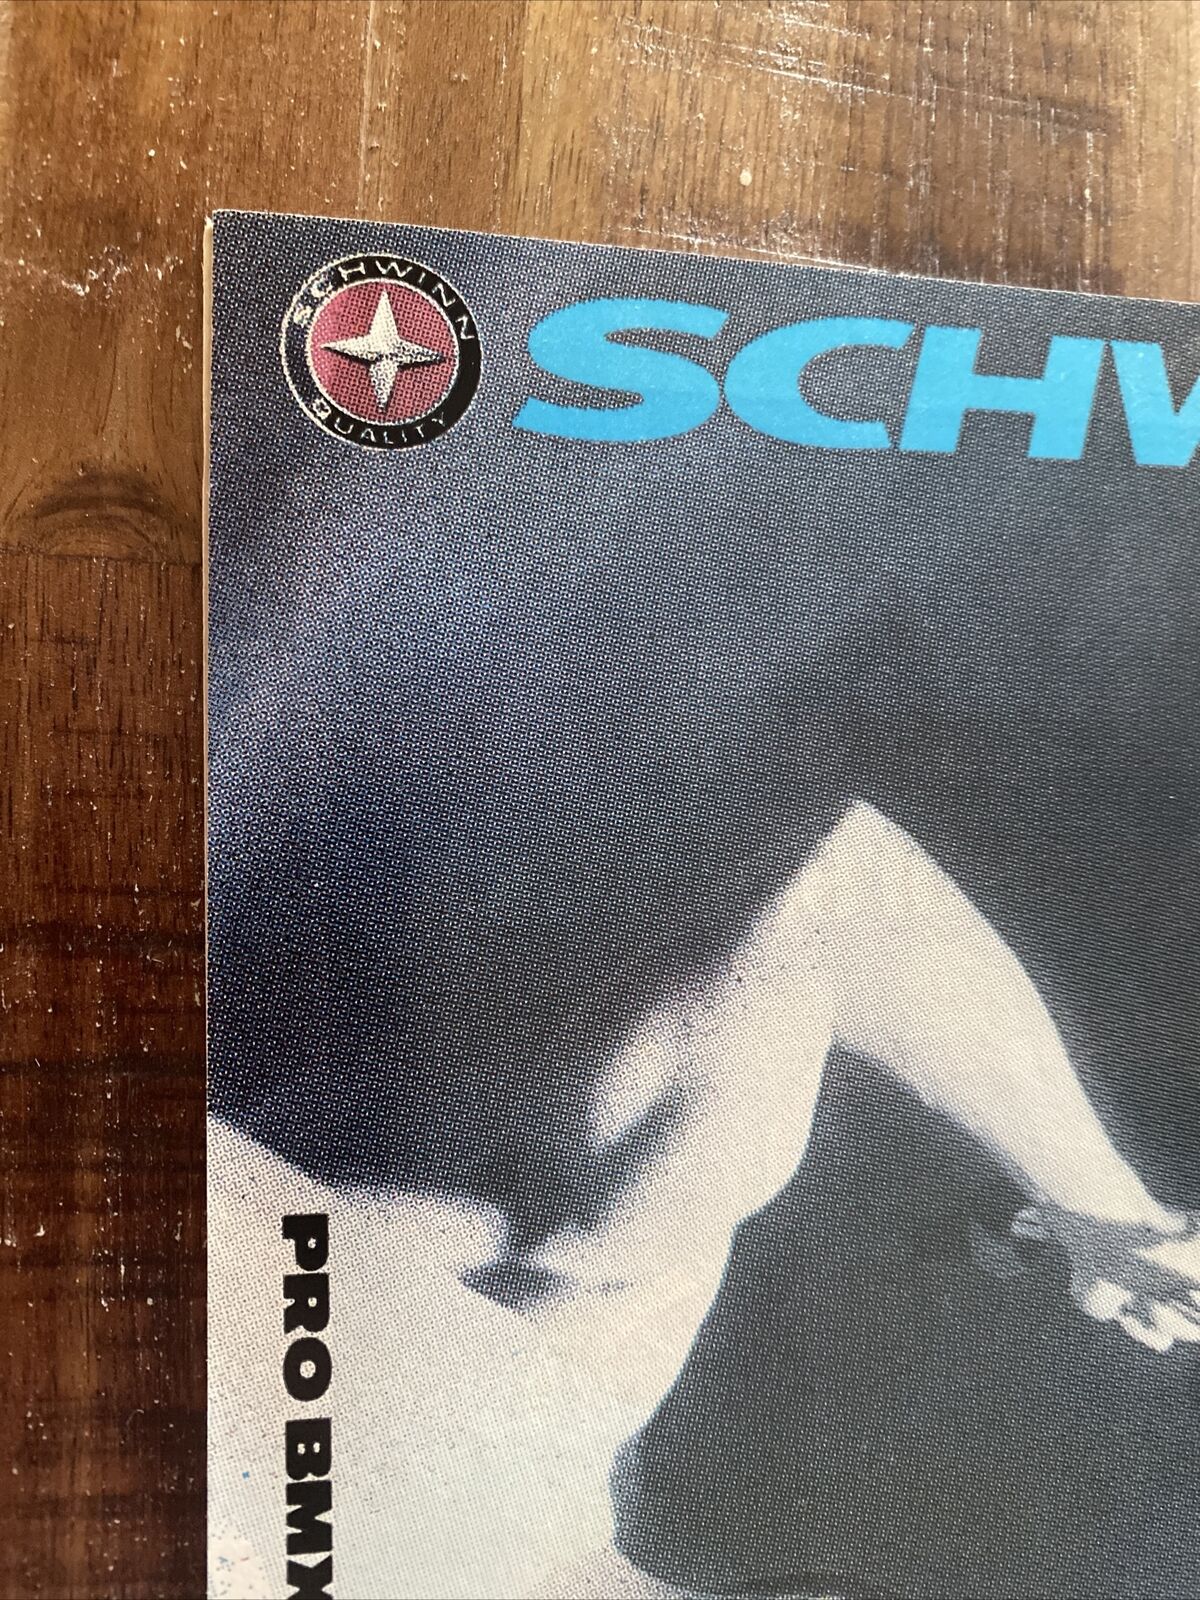 SCHWINN
QUALITY
SCHW
PRO BMX